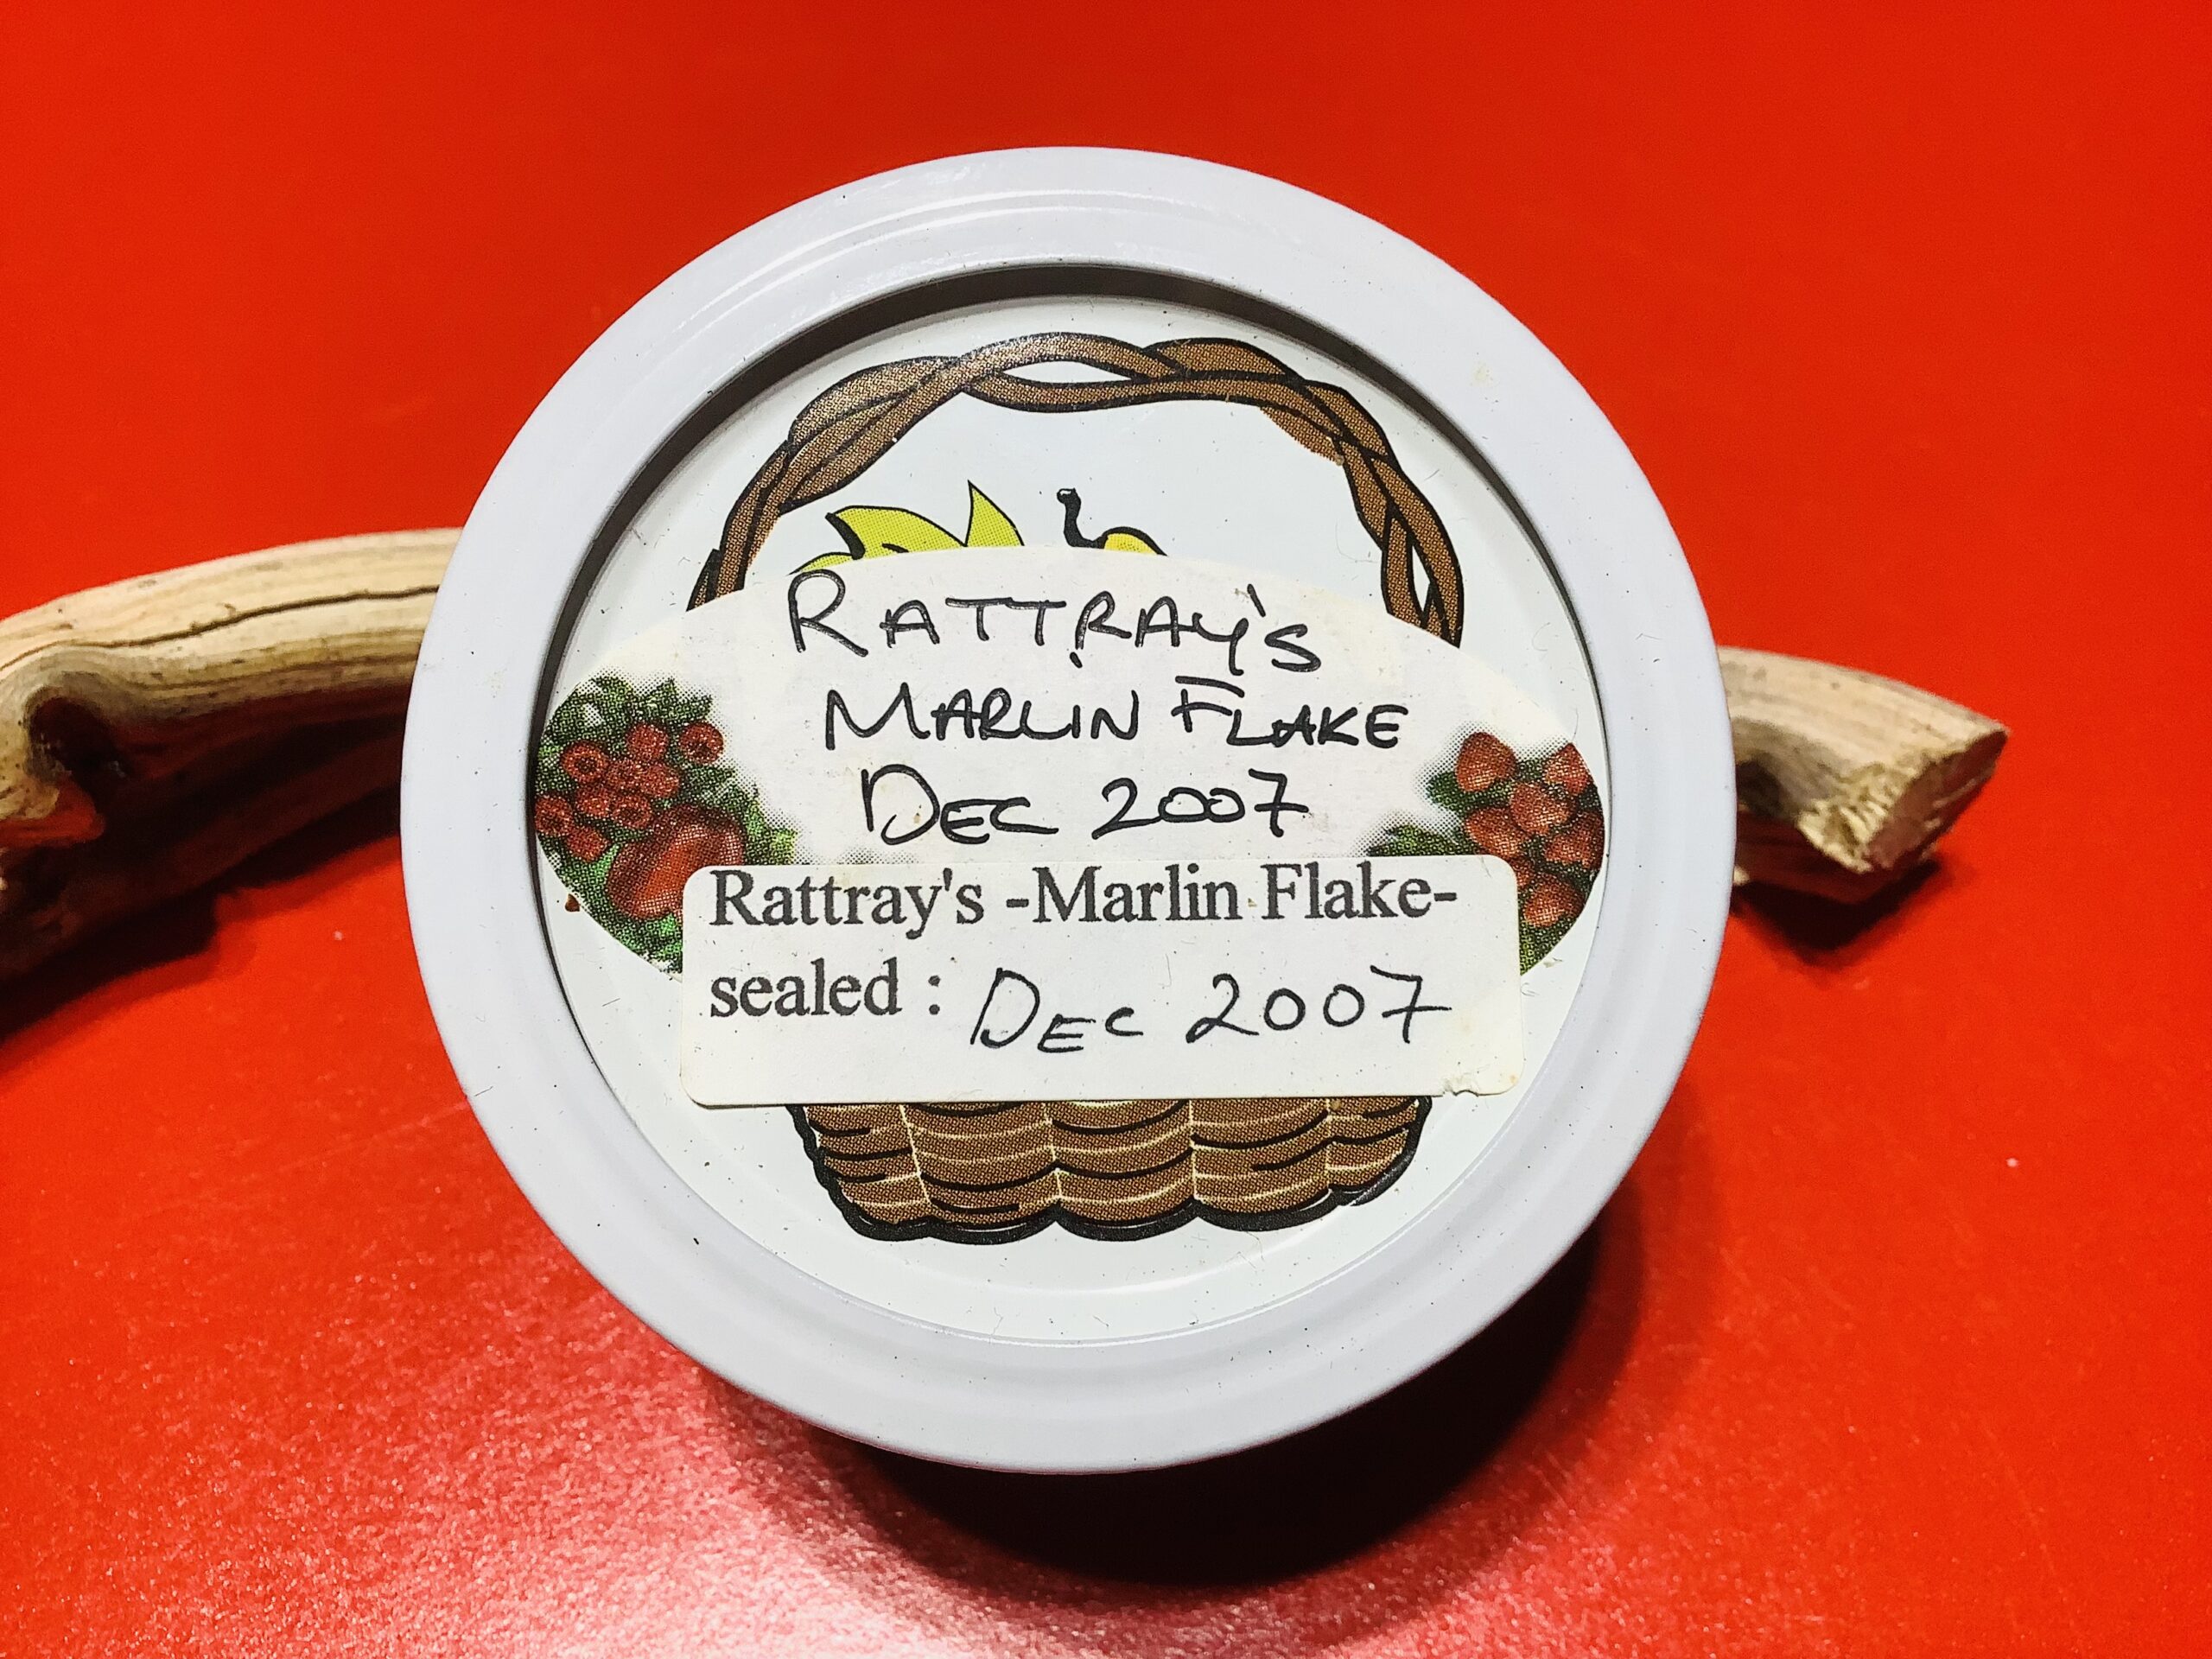 RATTRAY'S
MARLIN FLAKE
DEC 2007
Rattray's -Marlin Flake-
sealed : DEC 2007